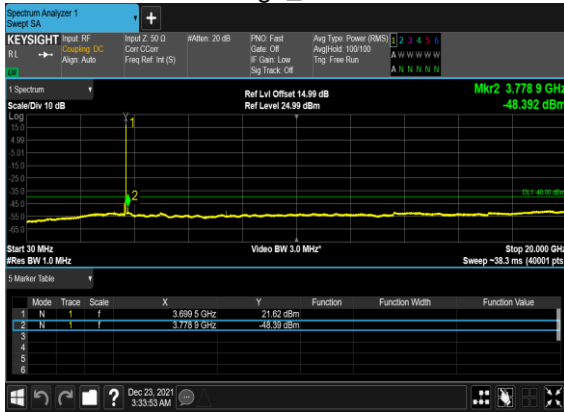 Spectrum Analyzer 1
Swept SA
+
KEYSIGHT
RL
Input: RF
Coupling: DC
Align: Auto
Input Z: 50 Ω
Corr CCorr
Freq Ref: Int (S)
#Atten: 20 dB
PNO: Fast
Gate: Off
IF Gain: Low
Sig Track: Off
Avg Type: Power (RMS)
Avg|Hold: 100/100
Trig: Free Run
1 2 3 4 5 6
A W W W W W
A N N N N N
1 Spectrum
Scale/Div 10 dB
Ref Lvl Offset 14.99 dB
Ref Level 24.99 dBm
Mkr2 3.778 9 GHz
-48.392 dBm
Log
15.0
4.99
-5.01
-15.0
-25.0
-35.0
-45.0
-55.0
-65.0
1
2
DL1 -40.00 dBm
Start 30 MHz
#Res BW 1.0 MHz
Video BW 3.0 MHz*
Stop 20.000 GHz
Sweep ~38.3 ms (40001 pts)
5 Marker Table
Mode Trace Scale X Y Function Function Width Function Value
1 N 1 f 3.699 5 GHz 21.62 dBm
2 N 1 f 3.778 9 GHz -48.39 dBm
3
4
5
6
?
Dec 23, 2021
3:33:53 AM